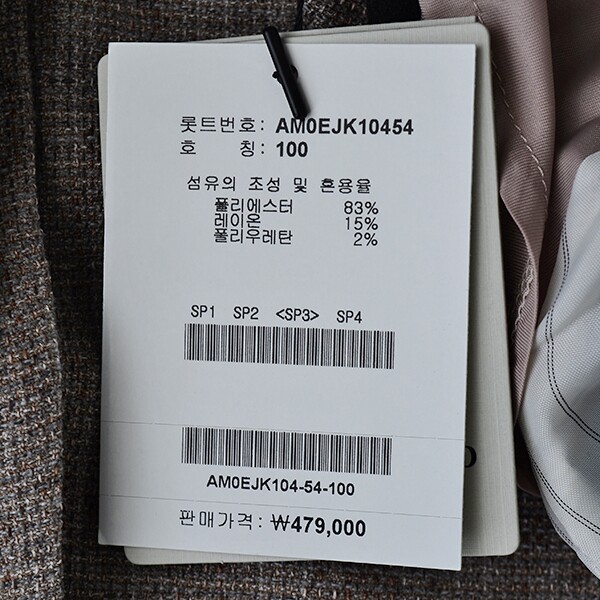 롯트번호: AM0EJK10454
호 칭: 100
섬유의 조성 및 혼용율
폴리에스터 83%
레이온 15%
폴리우레탄 2%
SP1 SP2 <SP3> SP4
AM0EJK104-54-100
판매가격: ₩479,000